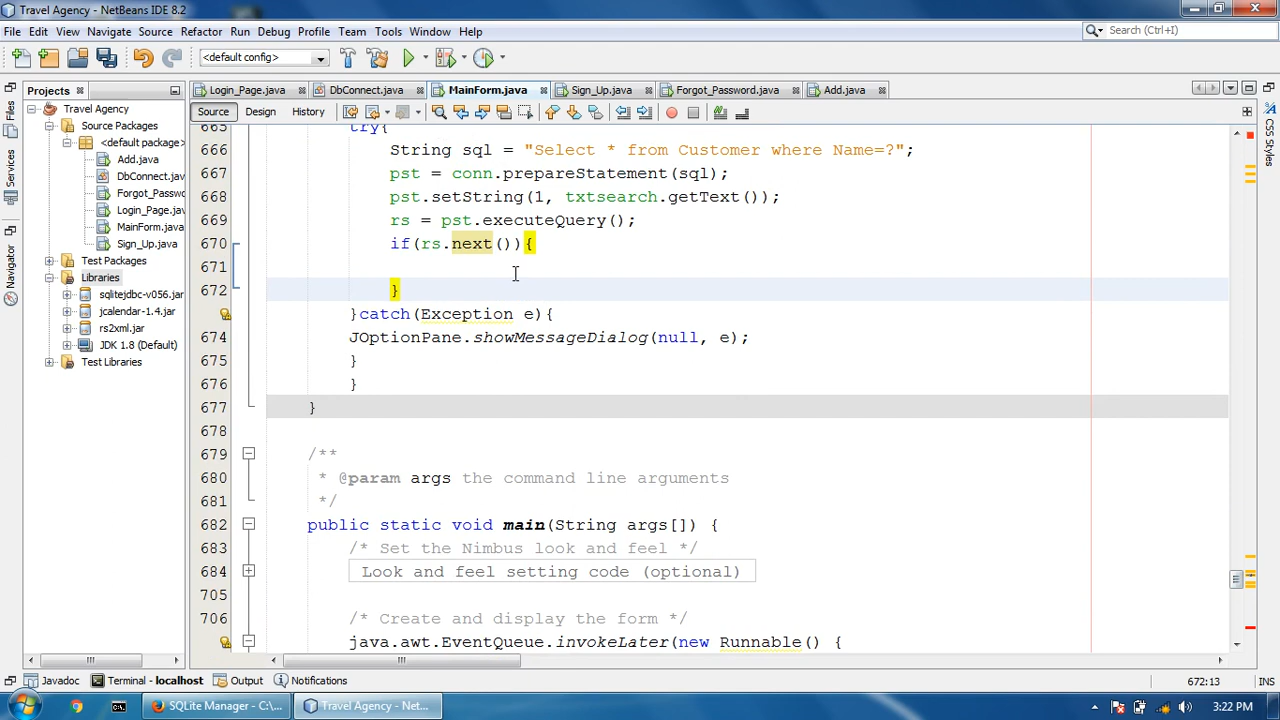 Travel Agency - NetBeans IDE 8.2
File Edit View Navigate Source Refactor Run Debug Profile Team Tools Window Help
Search (Ctrl+I)
<default config>
Projects
Login_Page.java DbConnect.java MainForm.java Sign_Up.java Forgot_Password.java Add.java
Source Design History
Files
Services
Navigator
CSS Styles
Travel Agency
Source Packages
<default package>
Add.java
DbConnect.java
Forgot_Passwo
Login_Page.java
MainForm.java
Sign_Up.java
Test Packages
Libraries
sqlitejdbc-v056.jar
jcalendar-1.4.jar
rs2xml.jar
JDK 1.8 (Default)
Test Libraries
665 try{
666 String sql = "Select * from Customer where Name=?";
667 pst = conn.prepareStatement(sql);
668 pst.setString(1, txtsearch.getText());
669 rs = pst.executeQuery();
670 if(rs.next()){
671
672 }
}catch(Exception e){
674 JOptionPane.showMessageDialog(null, e);
675 }
676 }
677 }
678
679 /**
680 * @param args the command line arguments
681 */
682 public static void main(String args[]) {
683 /* Set the Nimbus look and feel */
684 Look and feel setting code (optional)
705
706 /* Create and display the form */
java.awt.EventQueue.invokeLater(new Runnable() {
Javadoc Terminal - localhost Output Notifications
672:13 INS
SQLite Manager - C:\... Travel Agency - Net... 3:22 PM